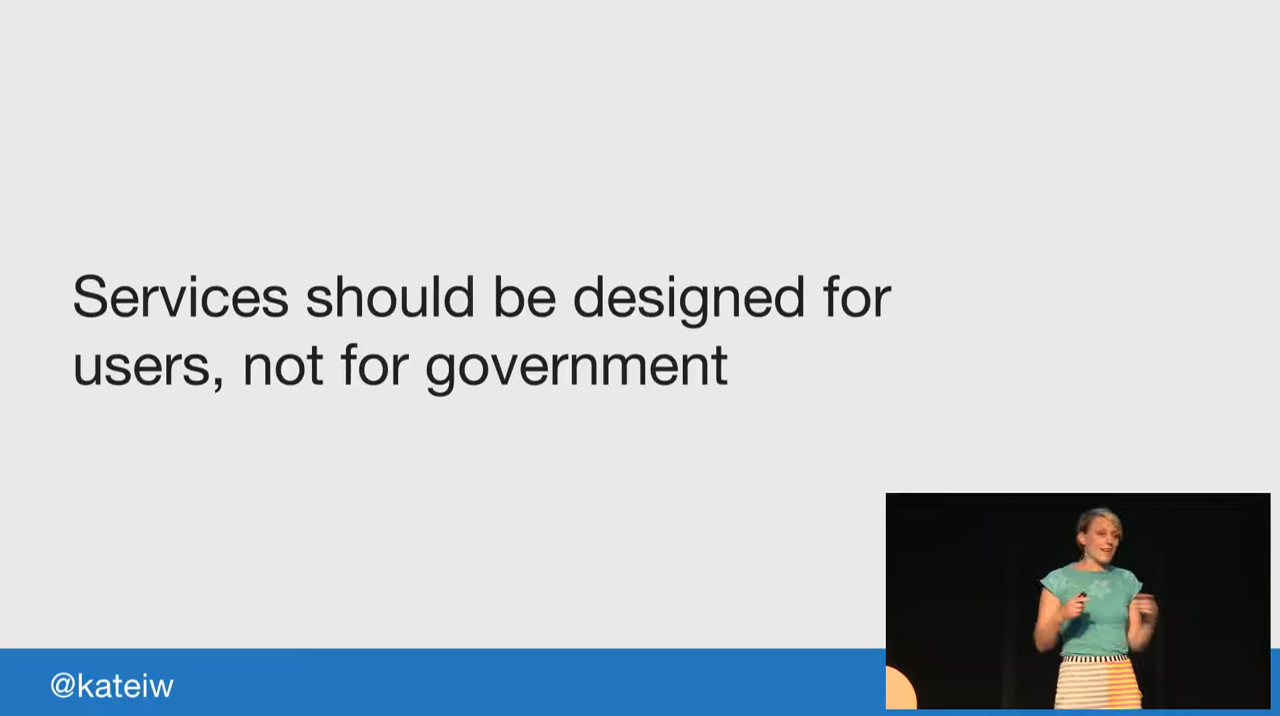 Services should be designed for
users, not for government
@kateiw